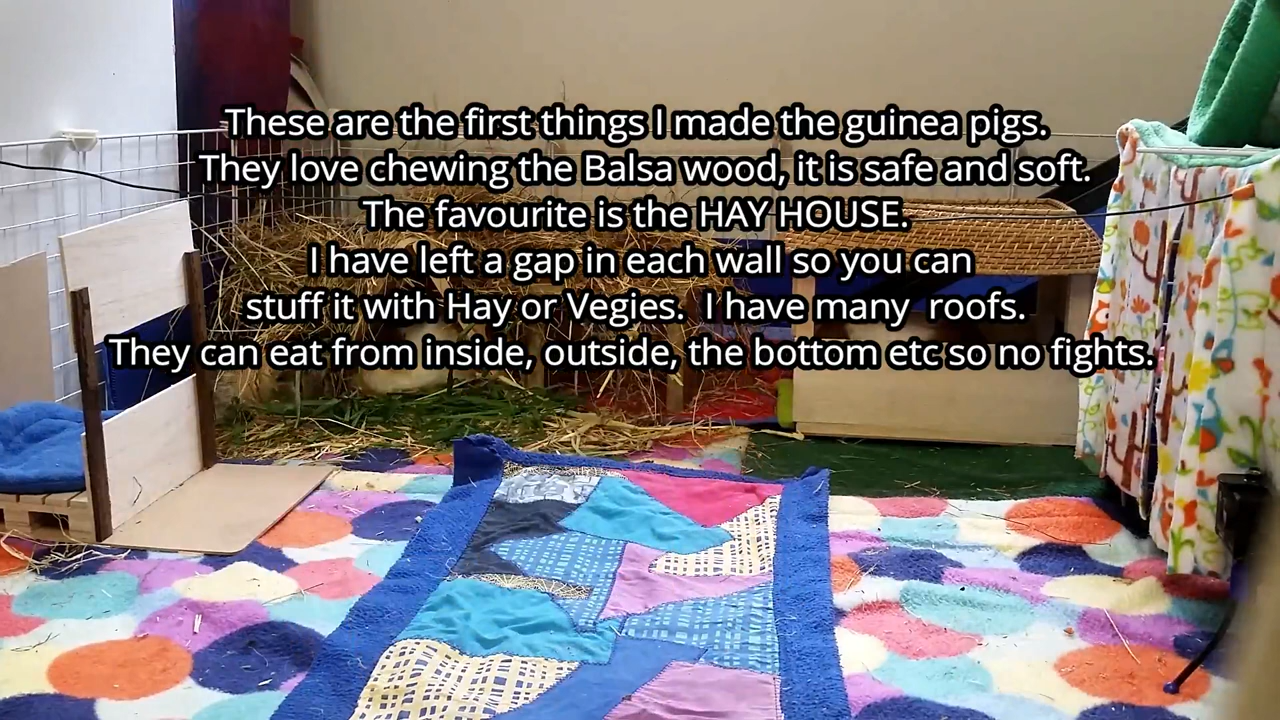 These are the first things I made the guinea pigs.
They love chewing the Balsa wood, it is safe and soft.
The favourite is the HAY HOUSE.
I have left a gap in each wall so you can
stuff it with Hay or Vegies. I have many roofs.
They can eat from inside, outside, the bottom etc so no fights.